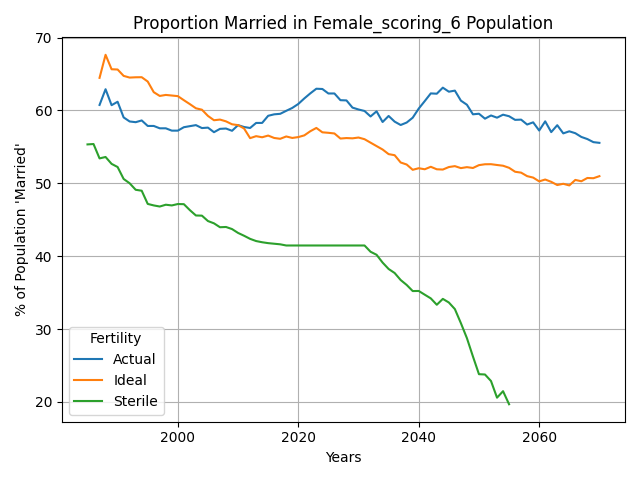 Proportion Married in Female_scoring_6 Population
% of Population 'Married'
70
60
50
40
30
20
Fertility
Actual
Ideal
Sterile
2000 2020 2040 2060
Years